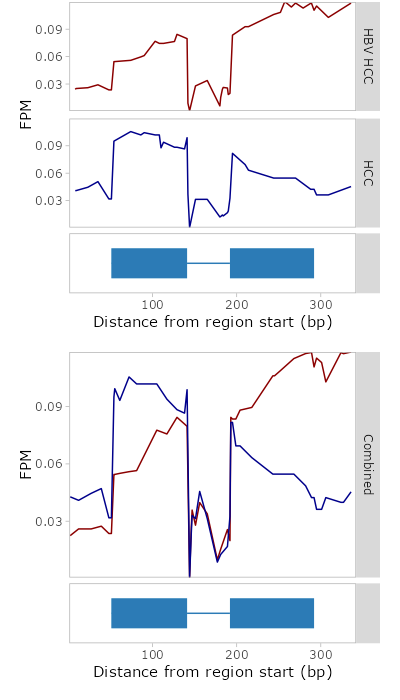 FPM
0.09
0.06
0.03
HBV HCC
0.09
0.06
0.03
HCC
100
200
300
Distance from region start (bp)
FPM
0.09
0.06
0.03
Combined
100
200
300
Distance from region start (bp)